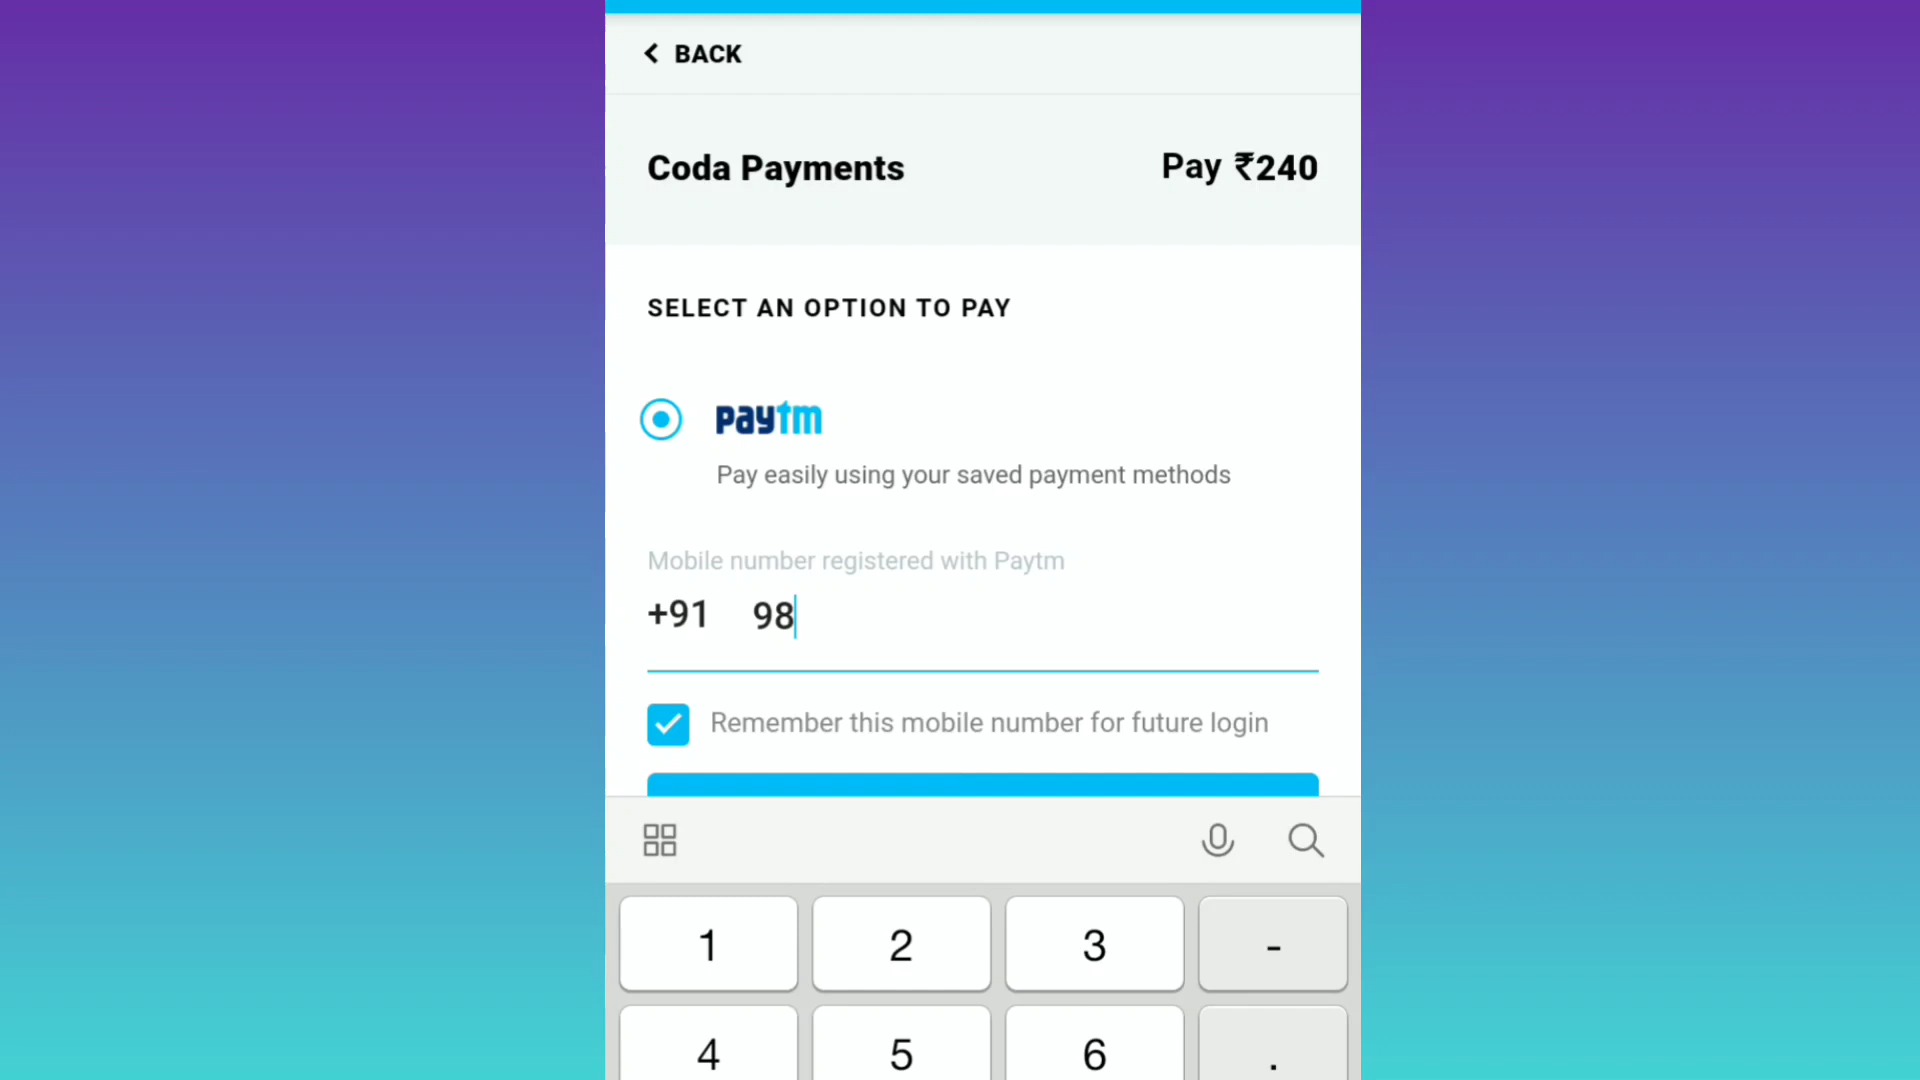 BACK
Coda Payments Pay ₹240
SELECT AN OPTION TO PAY
paytm
Pay easily using your saved payment methods
Mobile number registered with Paytm
+91 98
Remember this mobile number for future login
1 2 3 -
4 5 6 .